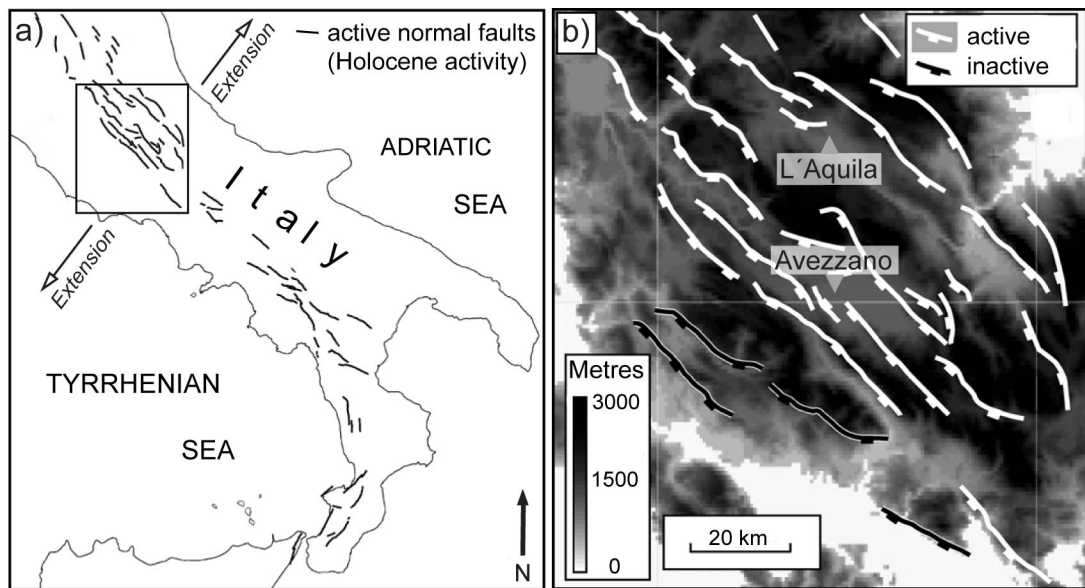 a)
Extension
active normal faults
(Holocene activity)
ADRIATIC
SEA
Italy
Extension
TYRRHENIAN
SEA
N
b)
active
inactive
L´Aquila
Avezzano
Metres
3000
1500
0
20 km